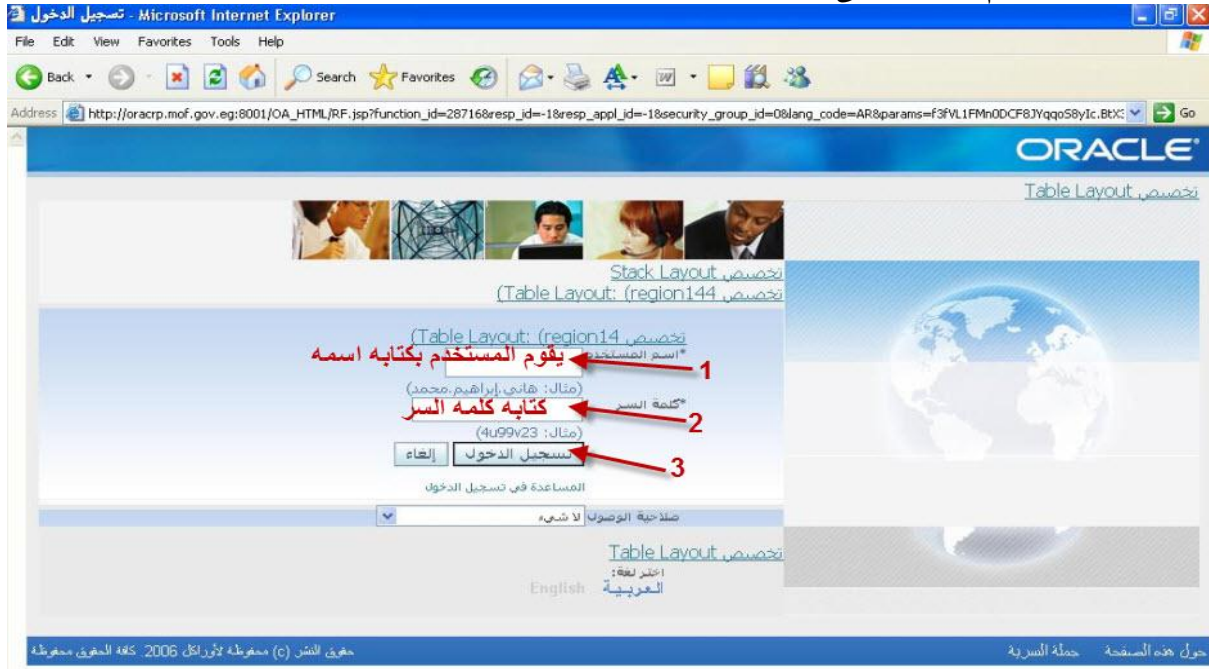 تسجيل الدخول - Microsoft Internet Explorer
File Edit View Favorites Tools Help
Back Search Favorites
Address http://oracrp.mof.gov.eg:8001/OA_HTML/RF.jsp?function_id=28716&resp_id=-1&resp_appl_id=-1&security_group_id=0&lang_code=AR&params=f3fVL1FMn0DCF8JYqqoS8yIc.BtX Go
ORACLE
تخصيص Table Layout
تخصيص Stack Layout
تخصيص Table Layout: (region144)
تخصيص Table Layout: (region14)
*اسم المستخدم يقوم المستخدم بكتابه اسمه 1
(مثال: هاني.إبراهيم.محمد)
*كلمة السر كتابه كلمه السر 2
(مثال: 4u99v23)
تسجيل الدخول إلغاء 3
المساعدة في تسجيل الدخول
صلاحية الوصول لا شيء
تخصيص Table Layout
اختر لغة:
العربية English
حول هذه الصفحة جملة السرية حقوق النشر (c) محفوظة لأوراكل 2006. كافة الحقوق محفوظة